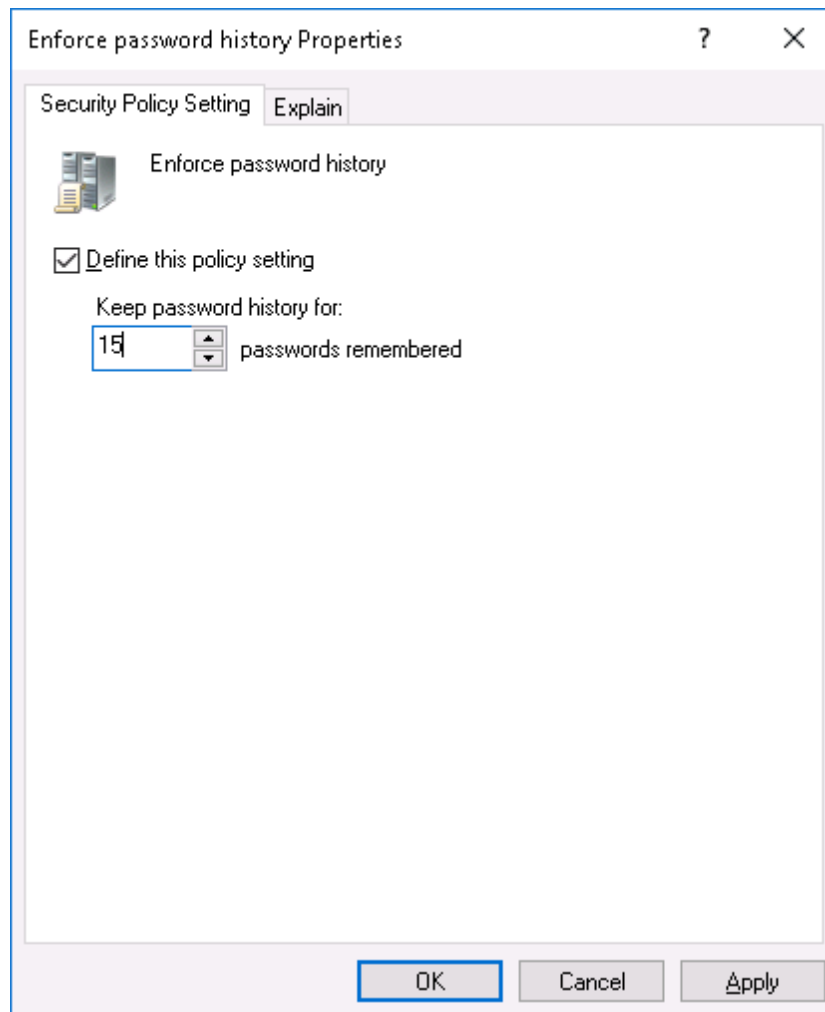 Enforce password history Properties
?
Security Policy Setting
Explain
Enforce password history
Define this policy setting
Keep password history for:
15 passwords remembered
OK
Cancel
Apply